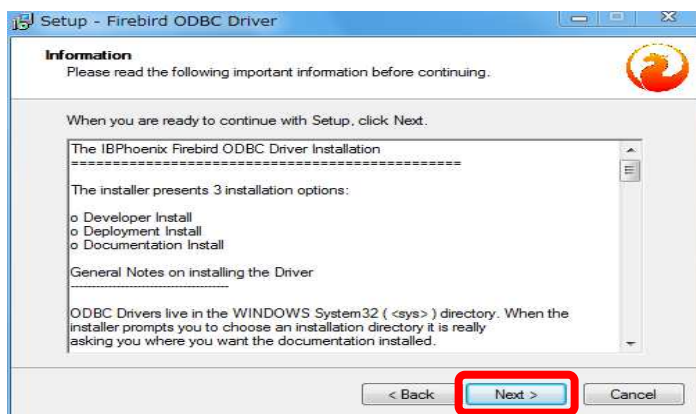 Setup - Firebird ODBC Driver
Information
Please read the following important information before continuing.
When you are ready to continue with Setup, click Next.
The IBPhoenix Firebird ODBC Driver Installation
================================================
The installer presents 3 installation options:
o Developer Install
o Deployment Install
o Documentation Install
General Notes on installing the Driver
----------------------------------------
ODBC Drivers live in the WINDOWS System32 ( <sys> ) directory. When the
installer prompts you to choose an installation directory it is really
asking you where you want the documentation installed.
< Back Next > Cancel